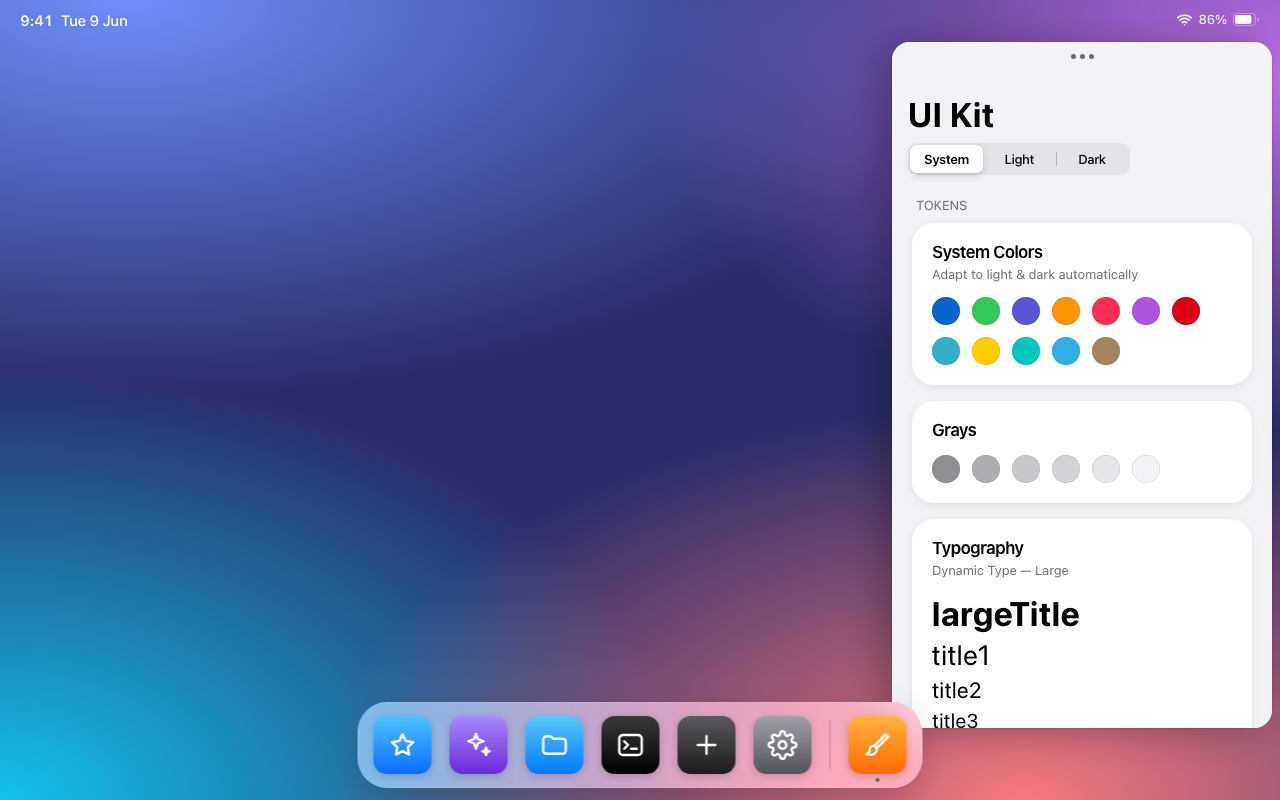 9:41 Tue 9 Jun
86%
UI Kit
System Light Dark
TOKENS
System Colors
Adapt to light & dark automatically
Grays
Typography
Dynamic Type — Large
largeTitle
title1
title2
title3